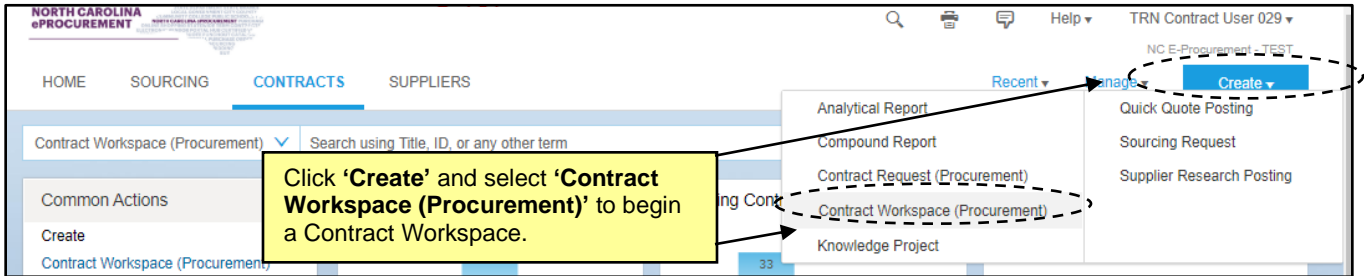 NORTH CAROLINA
ePROCUREMENT
Help
TRN Contract User 029
NC E-Procurement - TEST
HOME SOURCING CONTRACTS SUPPLIERS
Recent Manage Create
Contract Workspace (Procurement) Search using Title, ID, or any other term
Analytical Report
Compound Report
Contract Request (Procurement)
Contract Workspace (Procurement)
Knowledge Project
Quick Quote Posting
Sourcing Request
Supplier Research Posting
Click ‘Create’ and select ‘Contract
Workspace (Procurement)’ to begin
a Contract Workspace.
Common Actions
Create
Contract Workspace (Procurement)
ing Cont
33